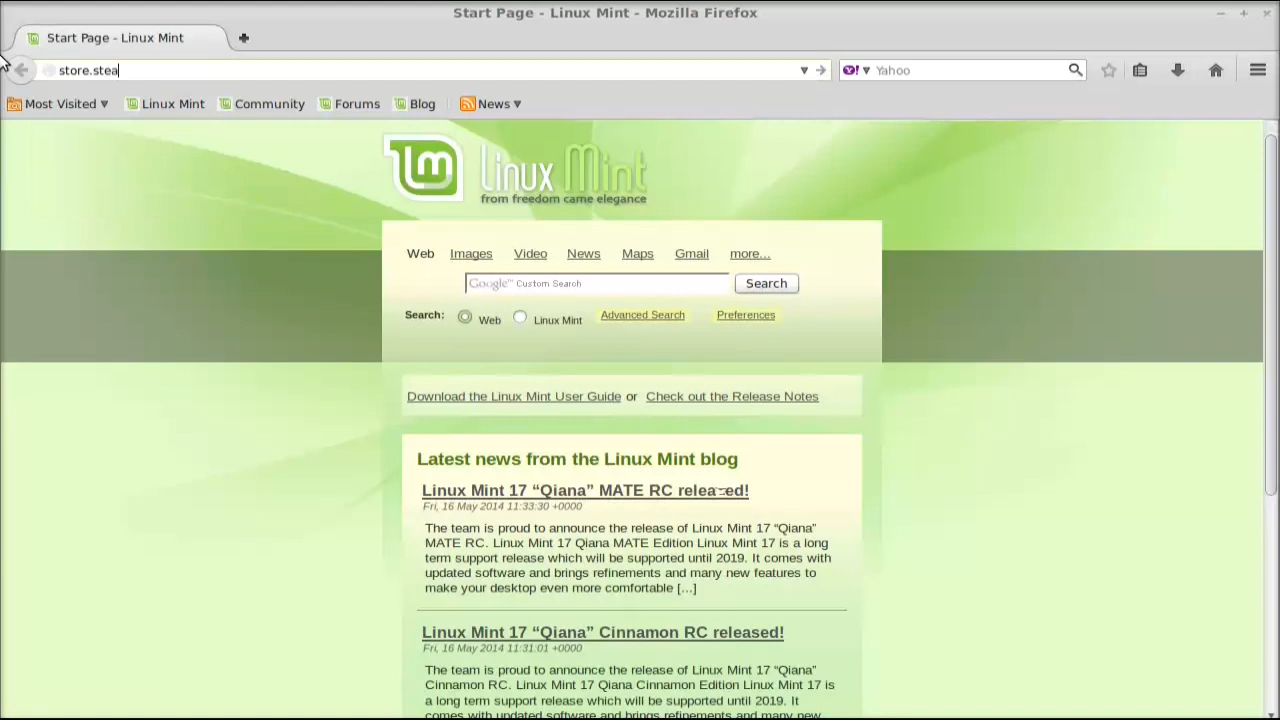 Start Page - Linux Mint - Mozilla Firefox
Start Page - Linux Mint
store.stea
Yahoo
Most Visited Linux Mint Community Forums Blog News
Linux Mint
from freedom came elegance
Web Images Video News Maps Gmail more...
Google™ Custom Search Search
Search: Web Linux Mint Advanced Search Preferences
Download the Linux Mint User Guide or Check out the Release Notes
Latest news from the Linux Mint blog
Linux Mint 17 “Qiana” MATE RC released!
Fri, 16 May 2014 11:33:30 +0000
The team is proud to announce the release of Linux Mint 17 “Qiana”
MATE RC. Linux Mint 17 Qiana MATE Edition Linux Mint 17 is a long
term support release which will be supported until 2019. It comes with
updated software and brings refinements and many new features to
make your desktop even more comfortable [...]
Linux Mint 17 “Qiana” Cinnamon RC released!
Fri, 16 May 2014 11:31:01 +0000
The team is proud to announce the release of Linux Mint 17 “Qiana”
Cinnamon RC. Linux Mint 17 Qiana Cinnamon Edition Linux Mint 17 is
a long term support release which will be supported until 2019. It
comes with updated software and brings refinements and many new